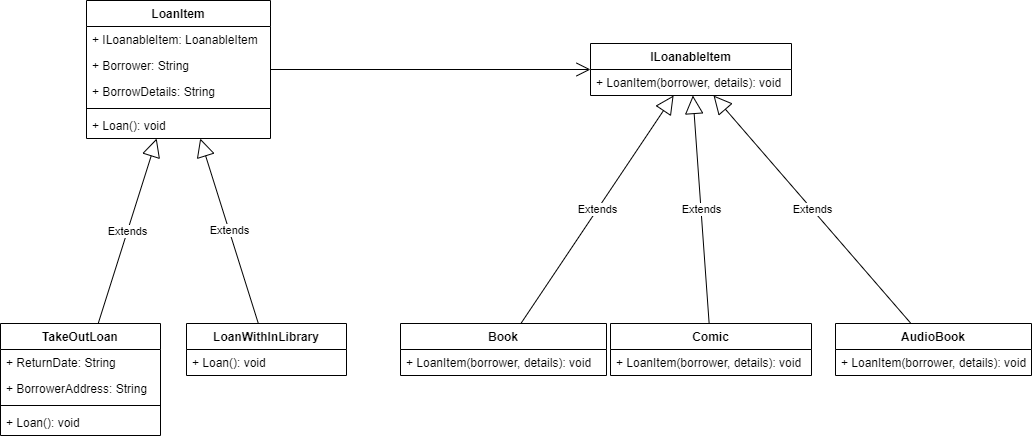 LoanItem
+ ILoanableItem: LoanableItem
+ Borrower: String
+ BorrowDetails: String
+ Loan(): void
ILoanableItem
+ LoanItem(borrower, details): void
Extends
Extends
Extends
Extends
Extends
TakeOutLoan
+ ReturnDate: String
+ BorrowerAddress: String
+ Loan(): void
LoanWithInLibrary
+ Loan(): void
Book
+ LoanItem(borrower, details): void
Comic
+ LoanItem(borrower, details): void
AudioBook
+ LoanItem(borrower, details): void